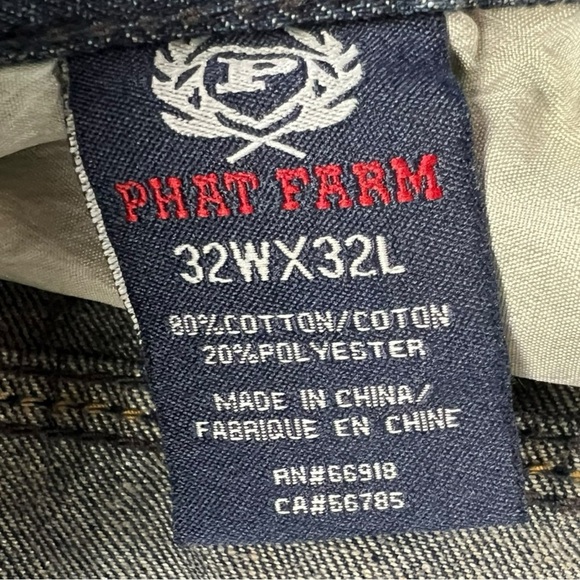 P
PHAT FARM
32WX32L
80%COTTON/COTON
20%POLYESTER
MADE IN CHINA/
FABRIQUE EN CHINE
RN#66918
CA#56785